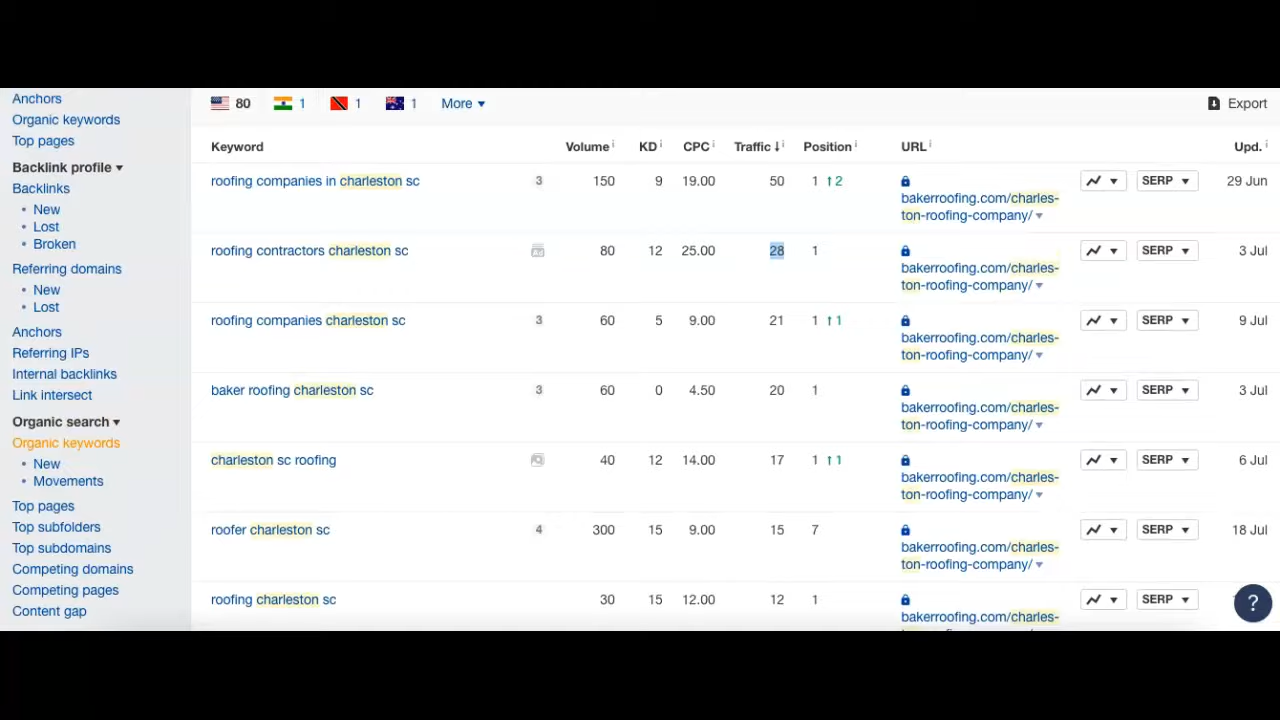 Anchors
Organic keywords
Top pages
Backlink profile
Backlinks
New
Lost
Broken
Referring domains
New
Lost
Anchors
Referring IPs
Internal backlinks
Link intersect
Organic search
Organic keywords
New
Movements
Top pages
Top subfolders
Top subdomains
Competing domains
Competing pages
Content gap
80 1 1 1 More Export
Keyword Volume KD CPC Traffic Position URL Upd.
roofing companies in charleston sc 3 150 9 19.00 50 1 ↑2 SERP 29 Jun
bakerroofing.com/charles-
ton-roofing-company/
roofing contractors charleston sc 80 12 25.00 28 1 SERP 3 Jul
bakerroofing.com/charles-
ton-roofing-company/
roofing companies charleston sc 3 60 5 9.00 21 1 ↑1 SERP 9 Jul
bakerroofing.com/charles-
ton-roofing-company/
baker roofing charleston sc 3 60 0 4.50 20 1 SERP 3 Jul
bakerroofing.com/charles-
ton-roofing-company/
charleston sc roofing 40 12 14.00 17 1 ↑1 SERP 6 Jul
bakerroofing.com/charles-
ton-roofing-company/
roofer charleston sc 4 300 15 9.00 15 7 SERP 18 Jul
bakerroofing.com/charles-
ton-roofing-company/
roofing charleston sc 30 15 12.00 12 1 SERP
bakerroofing.com/charles-
?